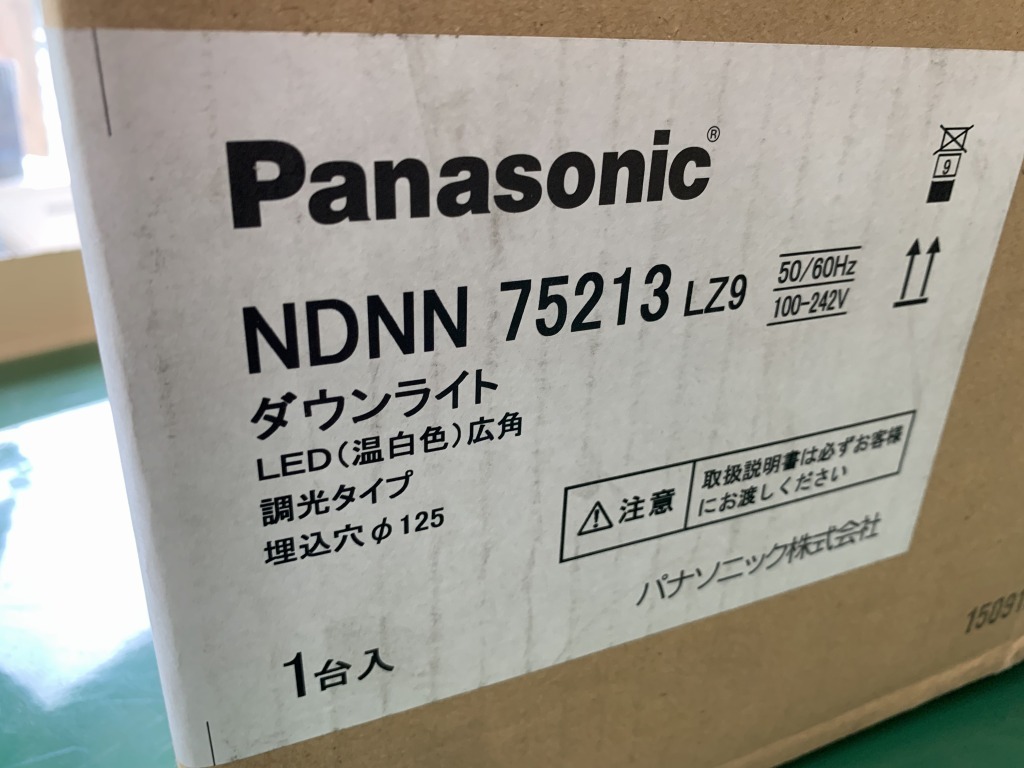 Panasonic®
NDNN 75213 LZ9
50/60Hz
100-242V
9
ダウンライト
LED(温白色)広角
調光タイプ
埋込穴φ125
注意
取扱説明書は必ずお客様
にお渡しください
パナソニック株式会社
1台入